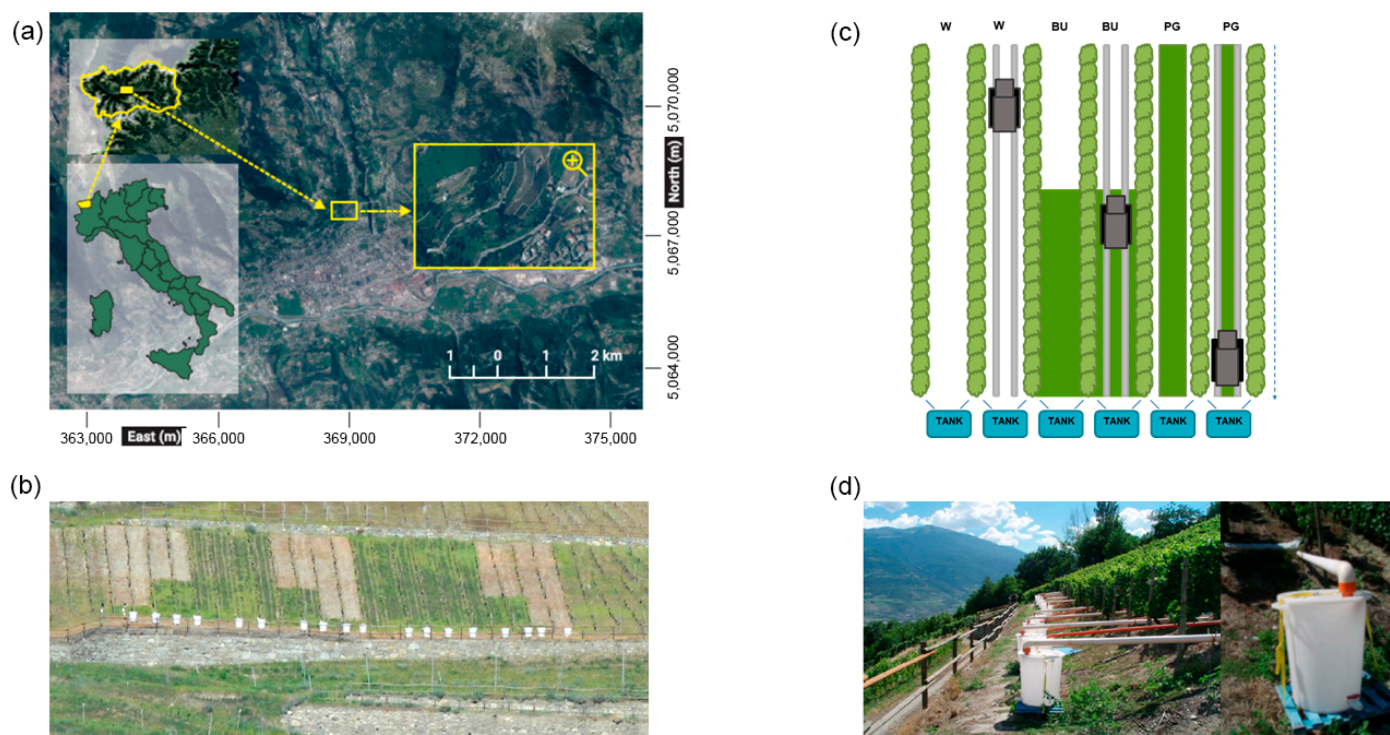 (a)
5,070,000
North (m)
5,067,000
5,064,000
1 0 1 2 km
363,000 East (m) 366,000 369,000 372,000 375,000
(b)
(c)
W W BU BU PG PG
TANK TANK TANK TANK TANK TANK
(d)